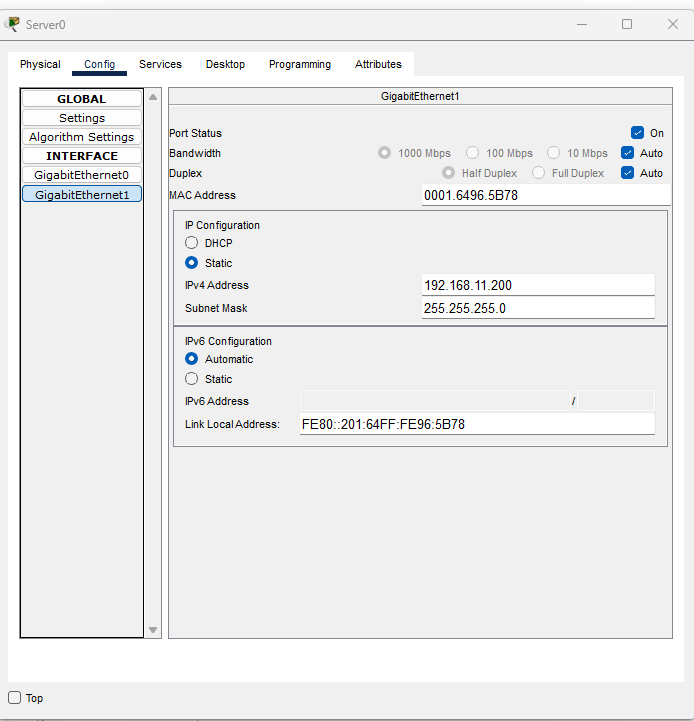 Server0
Physical Config Services Desktop Programming Attributes
GLOBAL
Settings
Algorithm Settings
INTERFACE
GigabitEthernet0
GigabitEthernet1
GigabitEthernet1
Port Status On
Bandwidth 1000 Mbps 100 Mbps 10 Mbps Auto
Duplex Half Duplex Full Duplex Auto
MAC Address 0001.6496.5B78
IP Configuration
DHCP
Static
IPv4 Address 192.168.11.200
Subnet Mask 255.255.255.0
IPv6 Configuration
Automatic
Static
IPv6 Address /
Link Local Address: FE80::201:64FF:FE96:5B78
Top